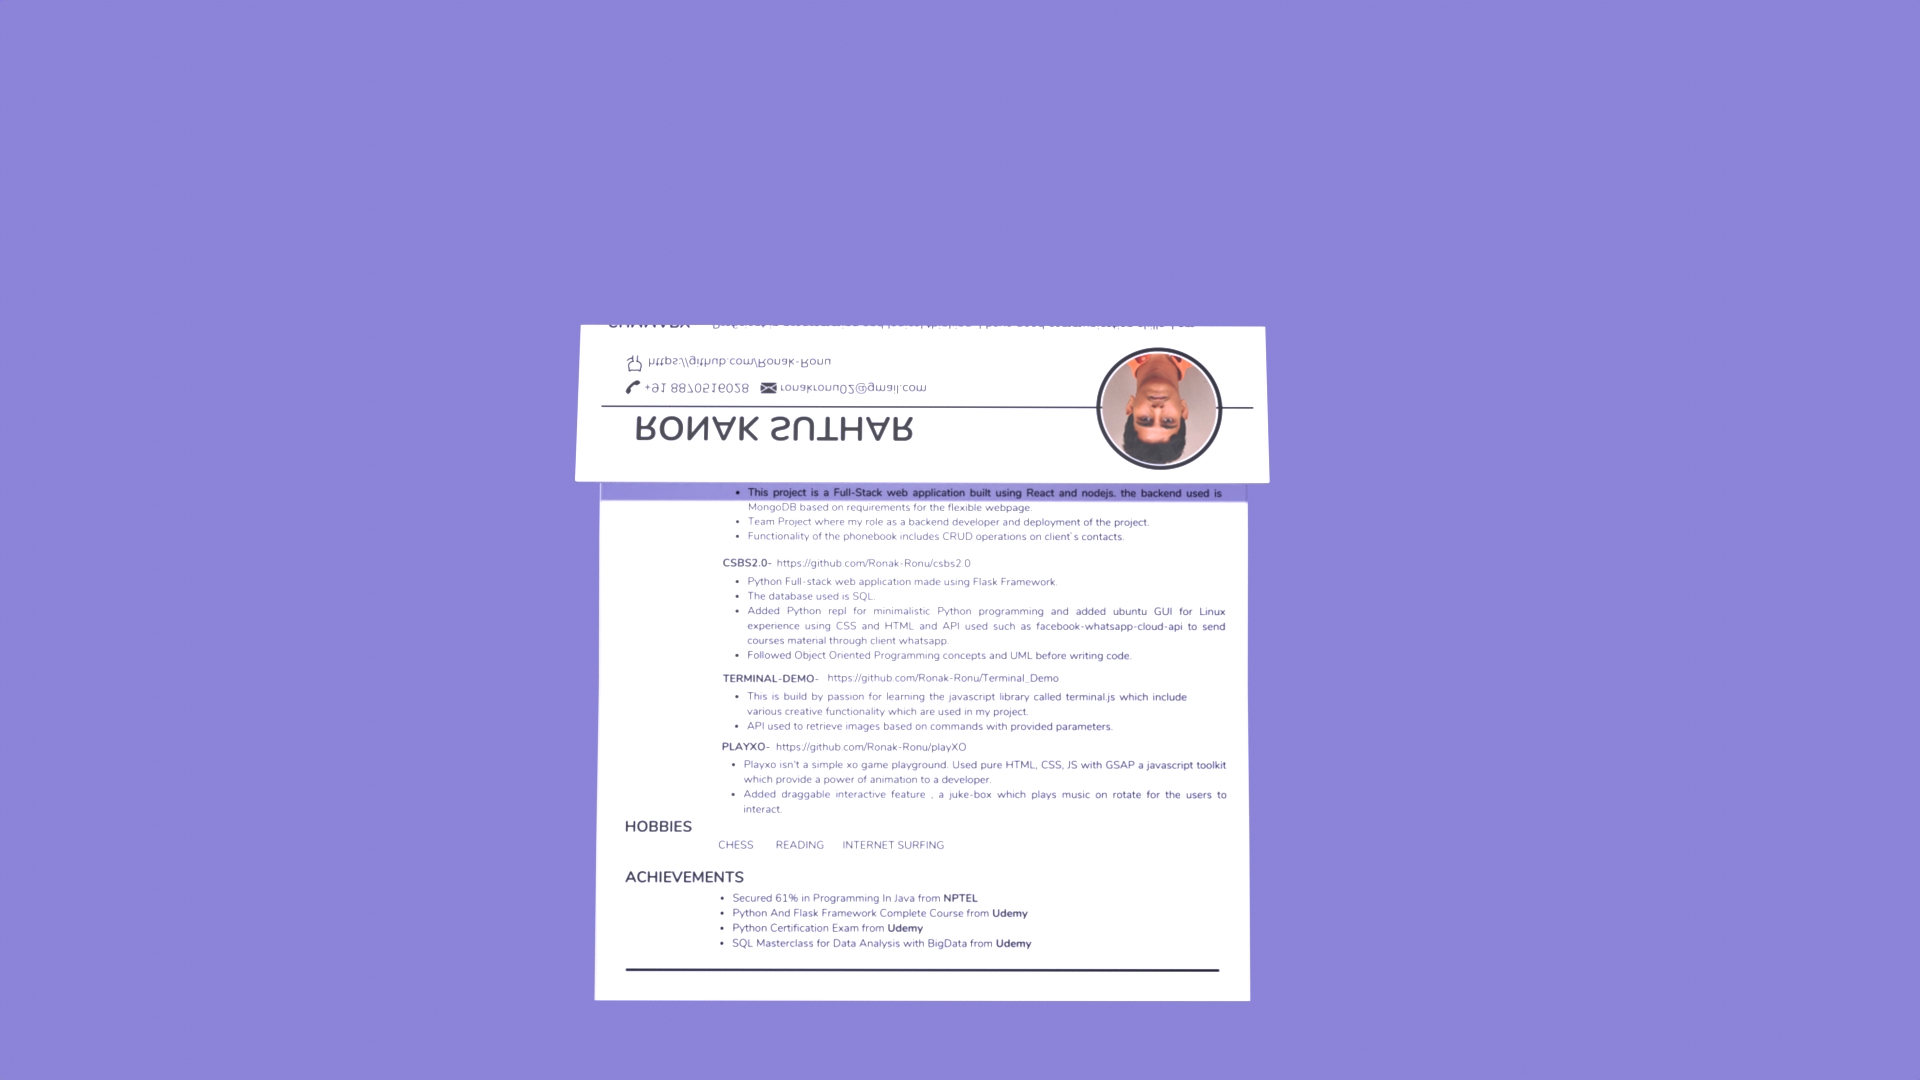 https://github.com/Ronak-Ronu
+91 8870516028 ronakronu02@gmail.com
RONAK SUTHAR
• This project is a Full-Stack web application built using React and nodejs. the backend used is
MongoDB based on requirements for the flexible webpage.
• Team Project where my role as a backend developer and deployment of the project.
• Functionality of the phonebook includes CRUD operations on client's contacts.
CSBS2.0- https://github.com/Ronak-Ronu/csbs2.0
• Python Full-stack web application made using Flask Framework.
• The database used is SQL.
• Added Python repl for minimalistic Python programming and added ubuntu GUI for Linux
experience using CSS and HTML and API used such as facebook-whatsapp-cloud-api to send
courses material through client whatsapp.
• Followed Object Oriented Programming concepts and UML before writing code.
TERMINAL-DEMO- https://github.com/Ronak-Ronu/Terminal_Demo
• This is build by passion for learning the javascript library called terminal.js which include
various creative functionality which are used in my project.
• API used to retrieve images based on commands with provided parameters.
PLAYXO- https://github.com/Ronak-Ronu/playXO
• Playxo isn't a simple xo game playground. Used pure HTML, CSS, JS with GSAP a javascript toolkit
which provide a power of animation to a developer.
• Added draggable interactive feature , a juke-box which plays music on rotate for the users to
interact.
HOBBIES
CHESS READING INTERNET SURFING
ACHIEVEMENTS
• Secured 61% in Programming In Java from NPTEL
• Python And Flask Framework Complete Course from Udemy
• Python Certification Exam from Udemy
• SQL Masterclass for Data Analysis with BigData from Udemy